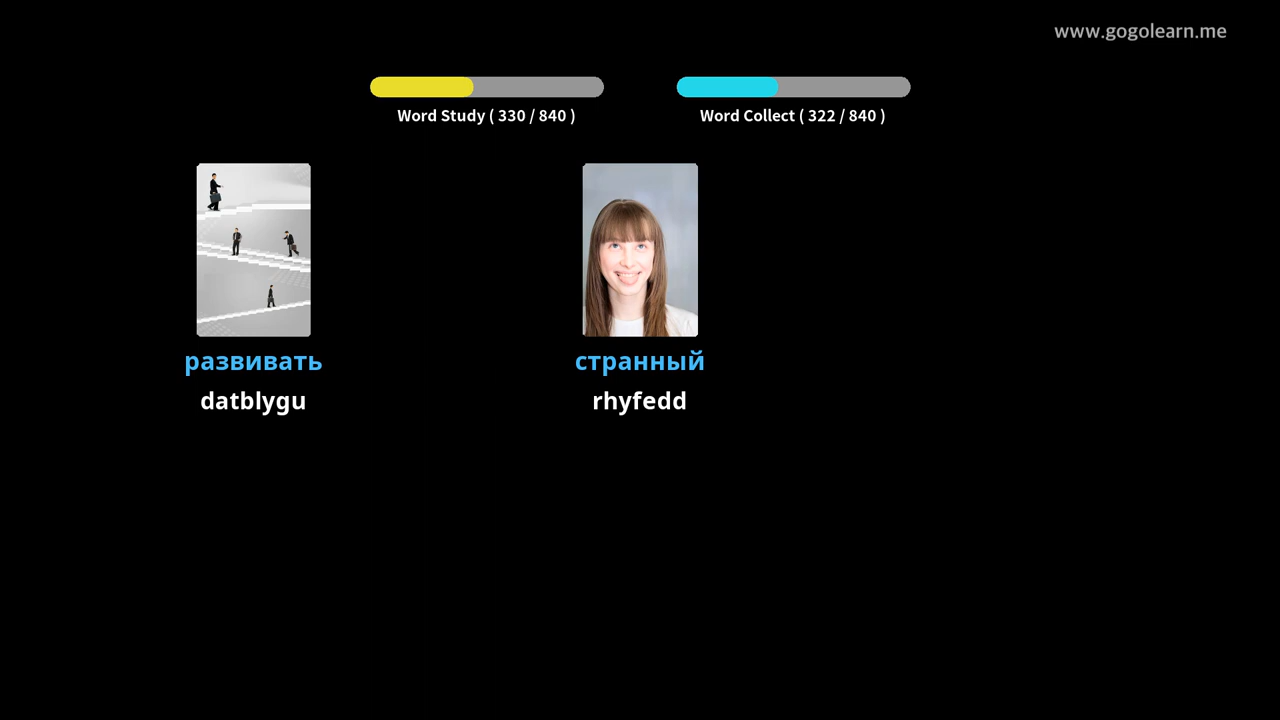 www.gogolearn.me
Word Study ( 330 / 840 )
Word Collect ( 322 / 840 )
развивать
странный
datblygu
rhyfedd